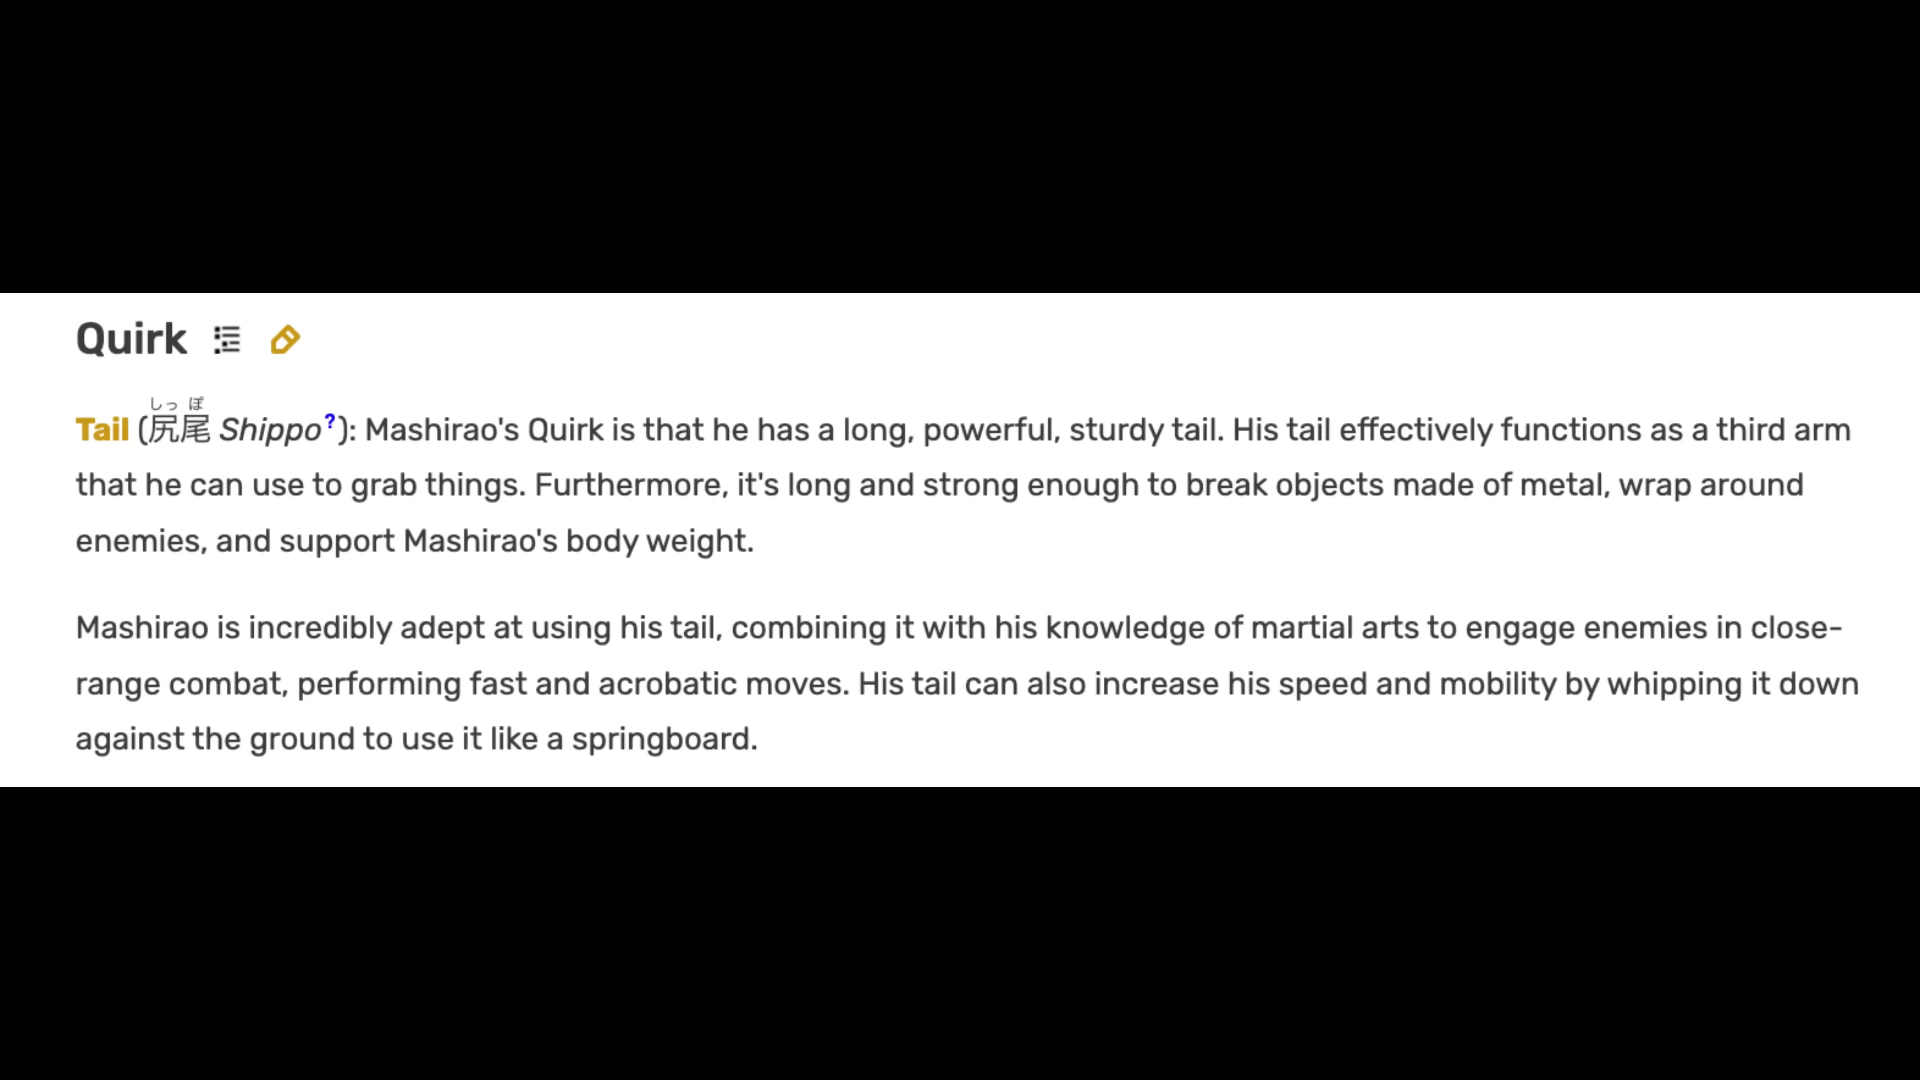 Quirk
しっ ぽ
Tail (尻尾 Shippo?): Mashirao's Quirk is that he has a long, powerful, sturdy tail. His tail effectively functions as a third arm
that he can use to grab things. Furthermore, it's long and strong enough to break objects made of metal, wrap around
enemies, and support Mashirao's body weight.
Mashirao is incredibly adept at using his tail, combining it with his knowledge of martial arts to engage enemies in close-
range combat, performing fast and acrobatic moves. His tail can also increase his speed and mobility by whipping it down
against the ground to use it like a springboard.